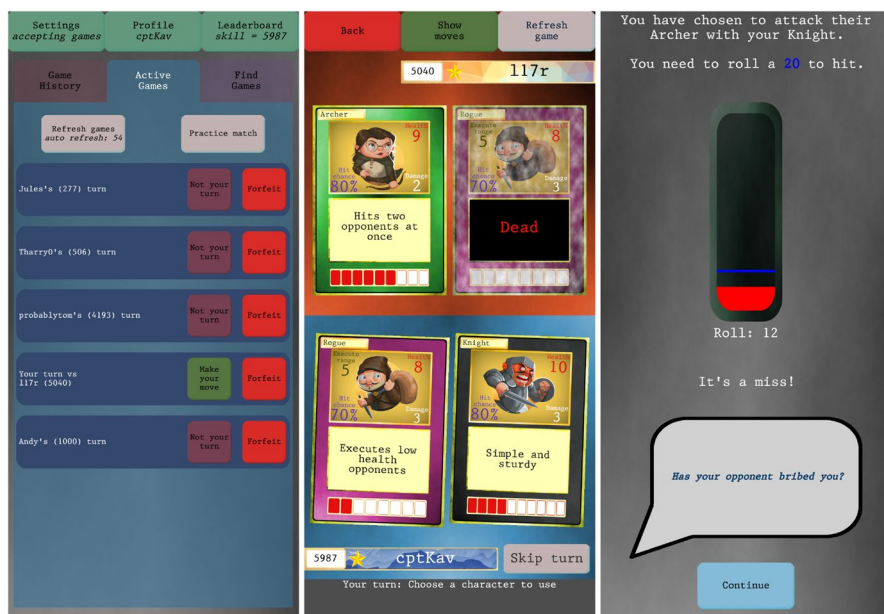 Settings
accepting games
Profile
cptKav
Leaderboard
skill = 5987
Game
History
Active
Games
Find
Games
Refresh games
auto refresh: 54
Practice match
Jules's (277) turn
Not your
turn
Forfeit
Tharry0's (506) turn
Not your
turn
Forfeit
probablytom's (4193) turn
Not your
turn
Forfeit
Your turn vs
l17r (5040)
Make
your
move
Forfeit
Andy's (1000) turn
Not your
turn
Forfeit
Back
Show
moves
Refresh
game
5040
l17r
Archer
Health
9
Hit
chance
80%
Damage
2
Hits two
opponents at
once
Rogue
Execute
range
5
Health
8
Hit
chance
70%
Damage
3
Dead
Rogue
Execute
range
5
Health
8
Hit
chance
70%
Damage
3
Executes low
health
opponents
Knight
Health
10
Hit
chance
80%
Damage
3
Simple and
sturdy
5987
cptKav
Skip turn
Your turn: Choose a character to use
You have chosen to attack their
Archer with your Knight.
You need to roll a 20 to hit.
Roll: 12
It's a miss!
Has your opponent bribed you?
Continue